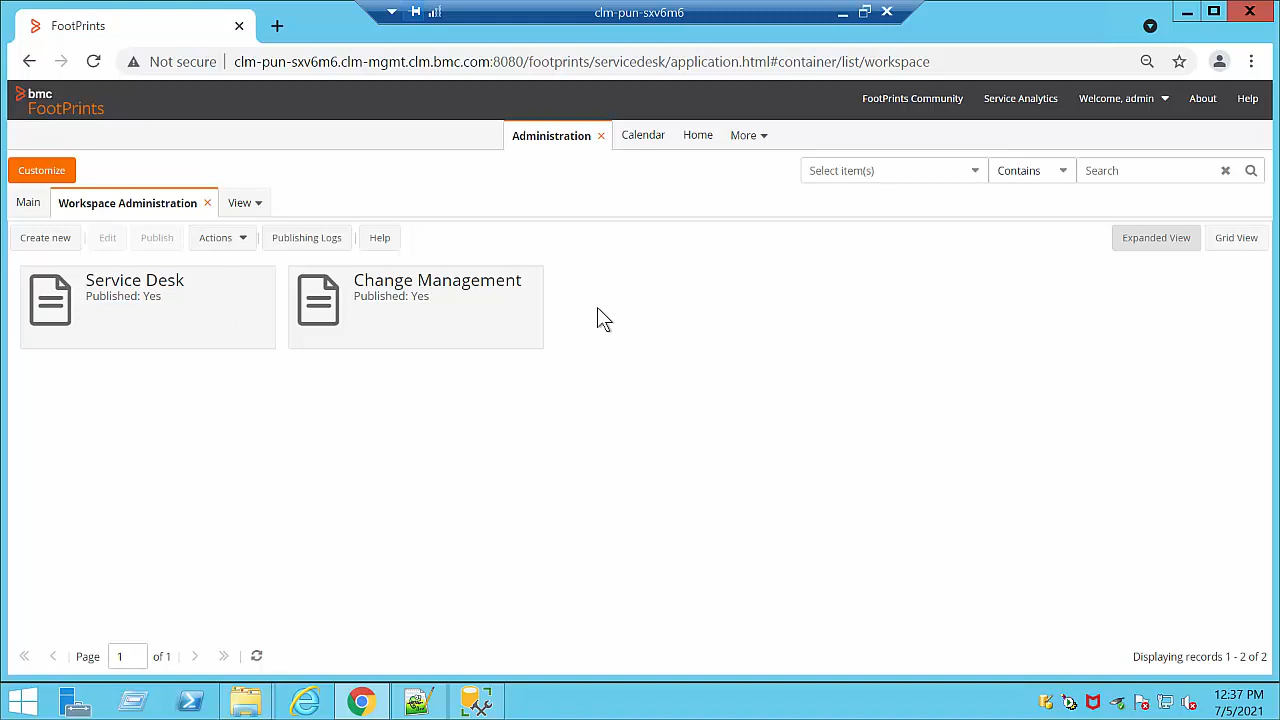 clm-pun-sxv6m6
FootPrints
Not secure clm-pun-sxv6m6.clm-mgmt.clm.bmc.com:8080/footprints/servicedesk/application.html#container/list/workspace
bmc
FootPrints
FootPrints Community Service Analytics Welcome, admin About Help
Administration Calendar Home More
Customize
Select item(s) Contains Search
Main Workspace Administration View
Create new Edit Publish Actions Publishing Logs Help Expanded View Grid View
Service Desk
Published: Yes
Change Management
Published: Yes
Page 1 of 1 Displaying records 1 - 2 of 2
12:37 PM
7/5/2021